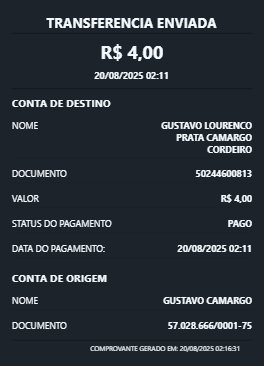 TRANSFERENCIA ENVIADA
R$ 4,00
20/08/2025 02:11
CONTA DE DESTINO
NOME GUSTAVO LOURENCO
PRATA CAMARGO
CORDEIRO
DOCUMENTO 50244600813
VALOR R$ 4,00
STATUS DO PAGAMENTO PAGO
DATA DO PAGAMENTO: 20/08/2025 02:11
CONTA DE ORIGEM
NOME GUSTAVO CAMARGO
DOCUMENTO 57.028.666/0001-75
COMPROVANTE GERADO EM: 20/08/2025 02:16:31